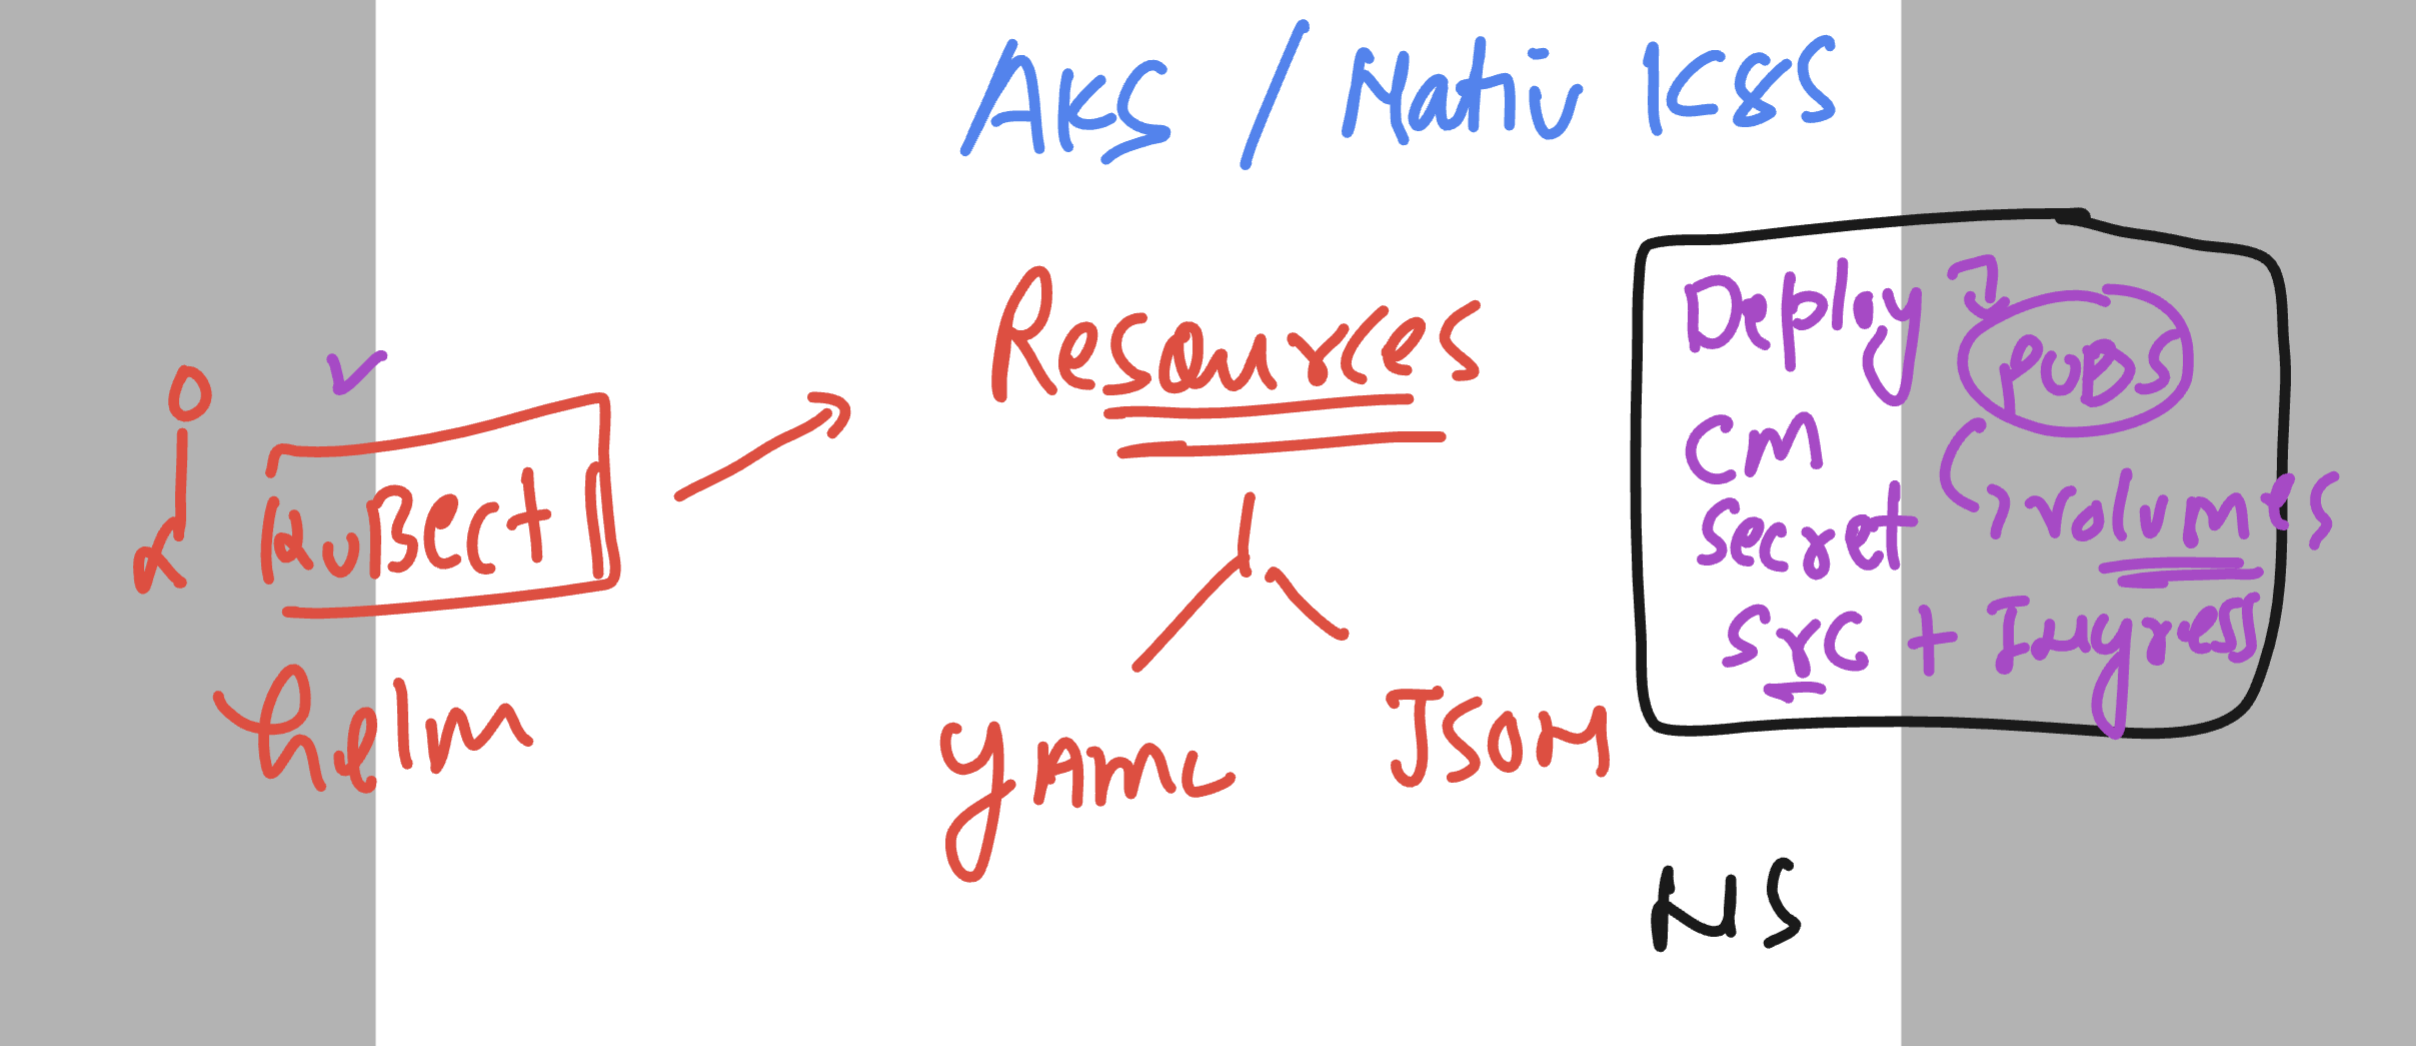 AKS / Nativ K8S
Resources
Deploy
PODS
CM
Secret
volumes
Svc + Ingress
kubectl
helm
YAML
JSON
NS